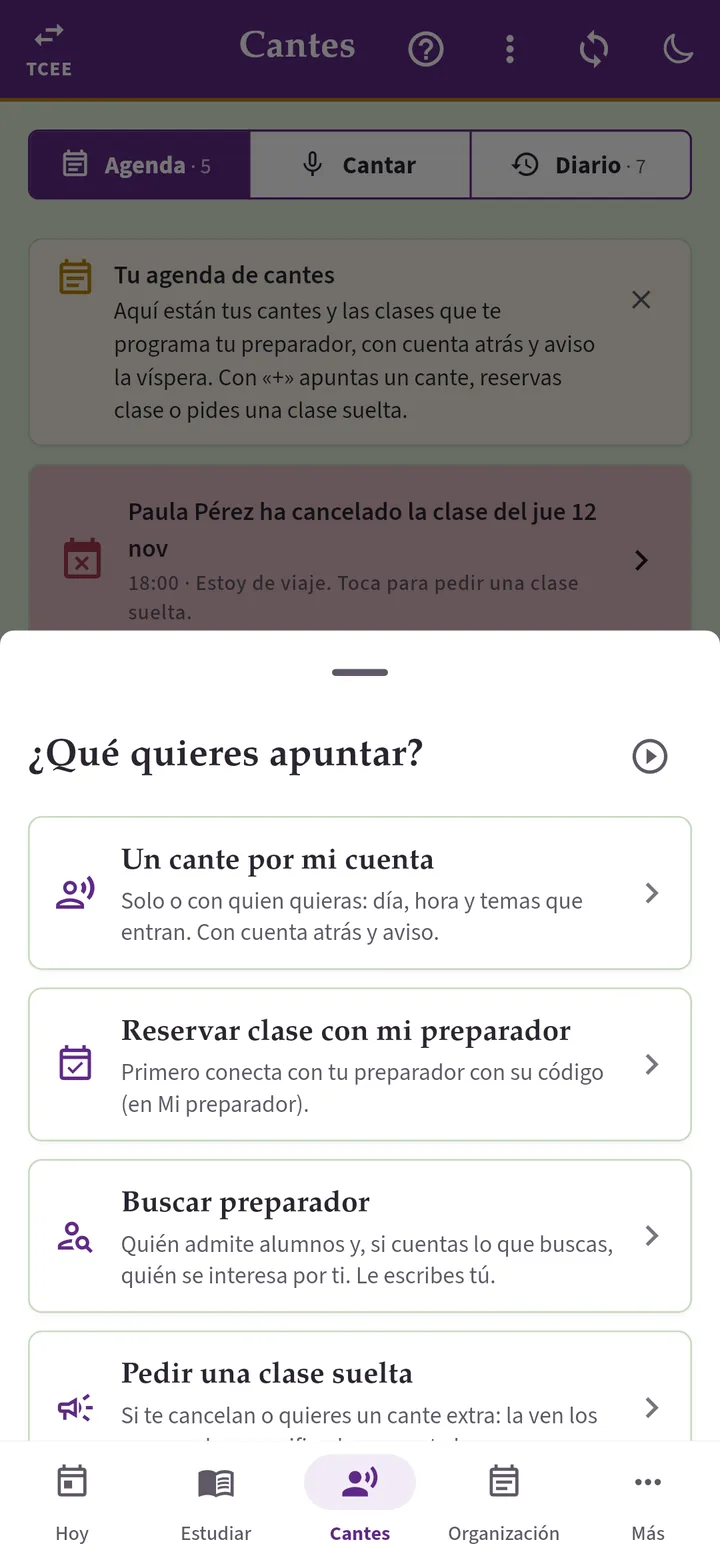 TCEE
Cantes
Agenda · 5
Cantar
Diario · 7
Tu agenda de cantes
Aquí están tus cantes y las clases que te
programa tu preparador, con cuenta atrás y aviso
la víspera. Con «+» apuntas un cante, reservas
clase o pides una clase suelta.
Paula Pérez ha cancelado la clase del jue 12
nov
18:00 · Estoy de viaje. Toca para pedir una clase
suelta.
¿Qué quieres apuntar?
Un cante por mi cuenta
Solo o con quien quieras: día, hora y temas que
entran. Con cuenta atrás y aviso.
Reservar clase con mi preparador
Primero conecta con tu preparador con su código
(en Mi preparador).
Buscar preparador
Quién admite alumnos y, si cuentas lo que buscas,
quién se interesa por ti. Le escribes tú.
Pedir una clase suelta
Si te cancelan o quieres un cante extra: la ven los
Hoy
Estudiar
Cantes
Organización
Más